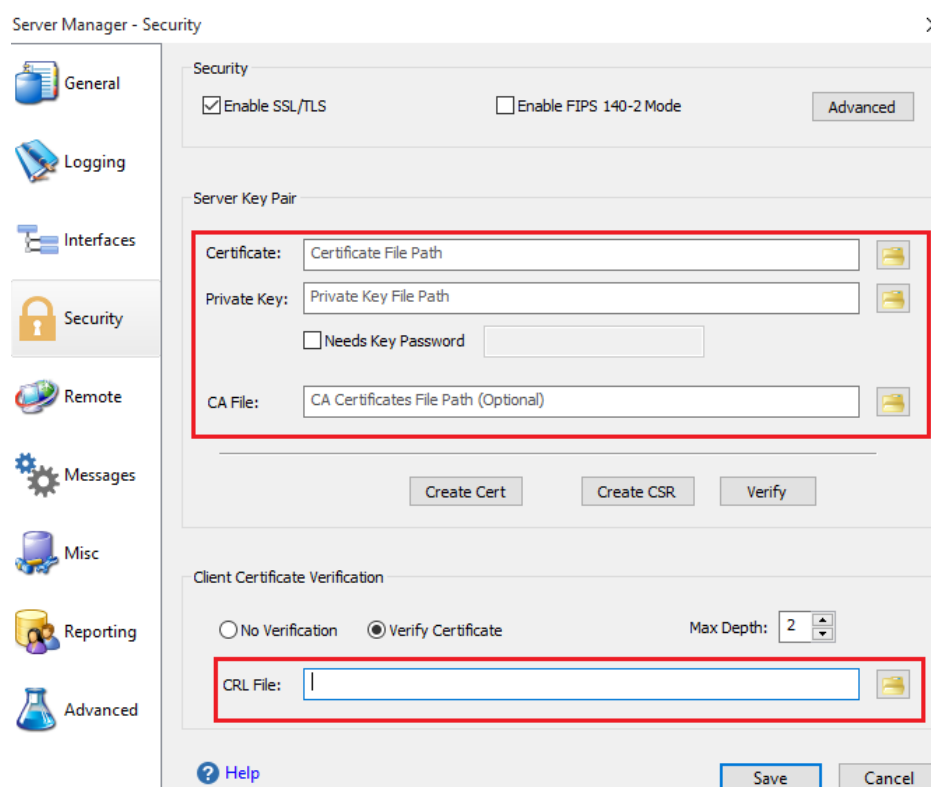 Server Manager - Security
General
Logging
Interfaces
Security
Remote
Messages
Misc
Reporting
Advanced
Security
Enable SSL/TLS
Enable FIPS 140-2 Mode
Advanced
Server Key Pair
Certificate: Certificate File Path
Private Key: Private Key File Path
Needs Key Password
CA File: CA Certificates File Path (Optional)
Create Cert
Create CSR
Verify
Client Certificate Verification
No Verification
Verify Certificate
Max Depth: 2
CRL File:
Help
Save
Cancel